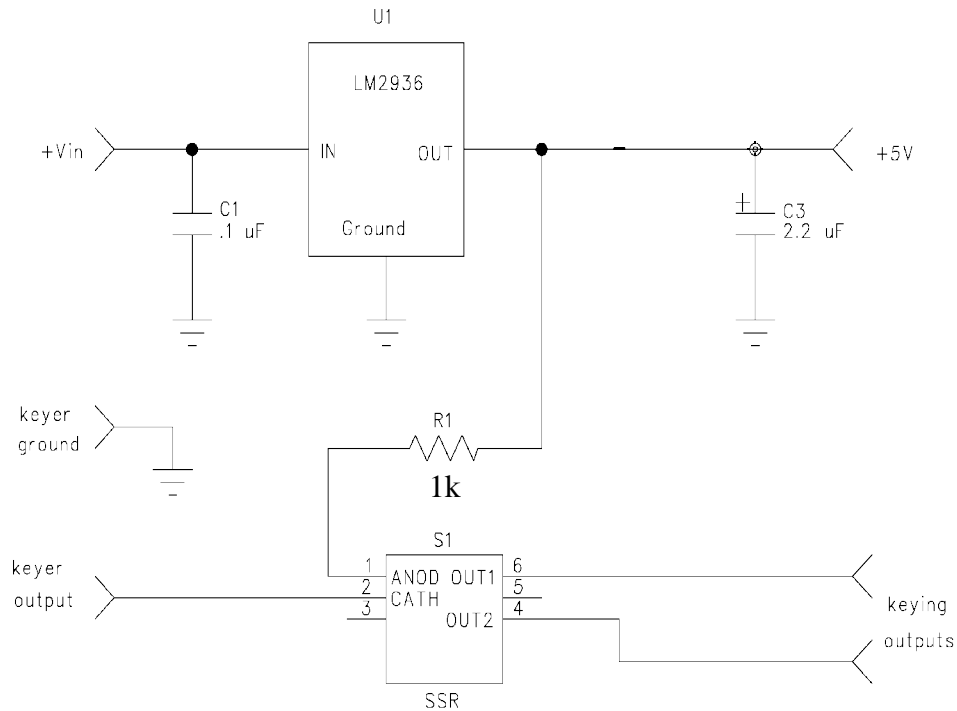 U1
LM2936
+Vin
IN
OUT
+5V
C1
.1 uF
Ground
+
C3
2.2 uF
keyer
ground
R1
1k
S1
keyer
output
1
2
3
ANOD OUT1
CATH
OUT2
6
5
4
keying
outputs
SSR